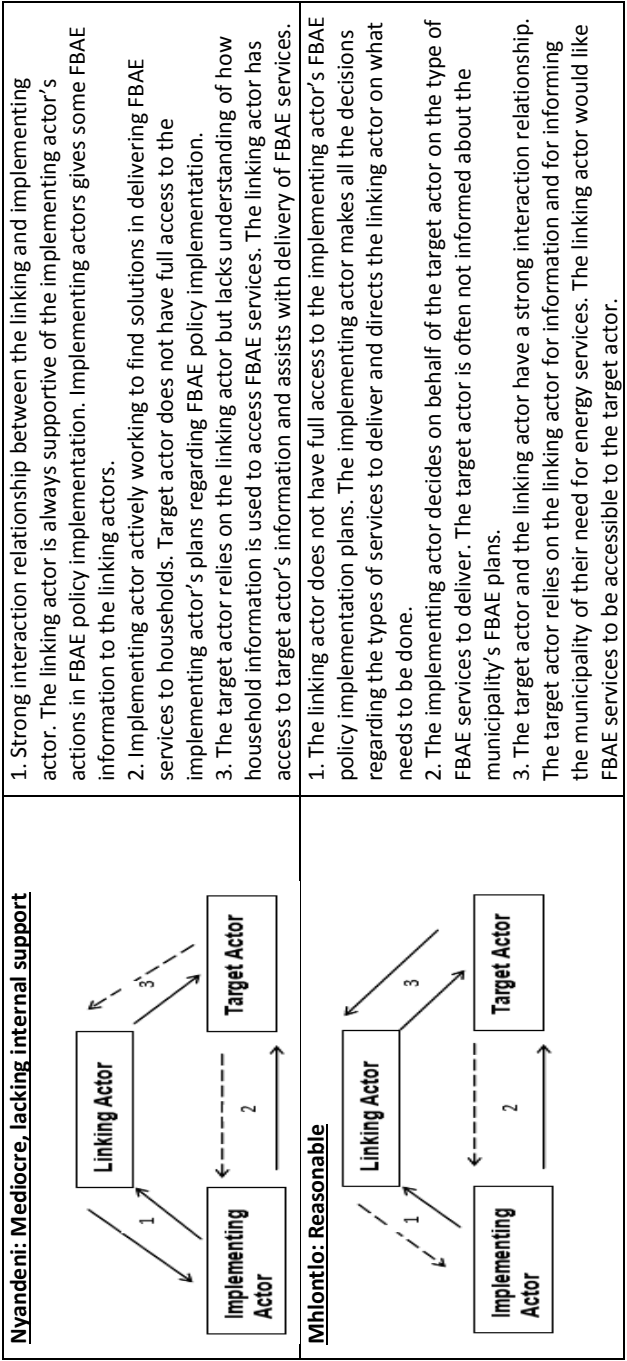 Nyandeni: Mediocre, lacking internal support
Linking Actor
1
3
Implementing
Actor
Target Actor
2
1. Strong interaction relationship between the linking and implementing
actor. The linking actor is always supportive of the implementing actor's
actions in FBAE policy implementation. Implementing actors gives some FBAE
information to the linking actors.
2. Implementing actor actively working to find solutions in delivering FBAE
services to households. Target actor does not have full access to the
implementing actor's plans regarding FBAE policy implementation.
3. The target actor relies on the linking actor but lacks understanding of how
household information is used to access FBAE services. The linking actor has
access to target actor's information and assists with delivery of FBAE services.
Mhlontlo: Reasonable
Linking Actor
1
3
Implementing
Actor
Target Actor
2
1. The linking actor does not have full access to the implementing actor's FBAE
policy implementation plans. The implementing actor makes all the decisions
regarding the types of services to deliver and directs the linking actor on what
needs to be done.
2. The implementing actor decides on behalf of the target actor on the type of
FBAE services to deliver. The target actor is often not informed about the
municipality's FBAE plans.
3. The target actor and the linking actor have a strong interaction relationship.
The target actor relies on the linking actor for information and for informing
the municipality of their need for energy services. The linking actor would like
FBAE services to be accessible to the target actor.